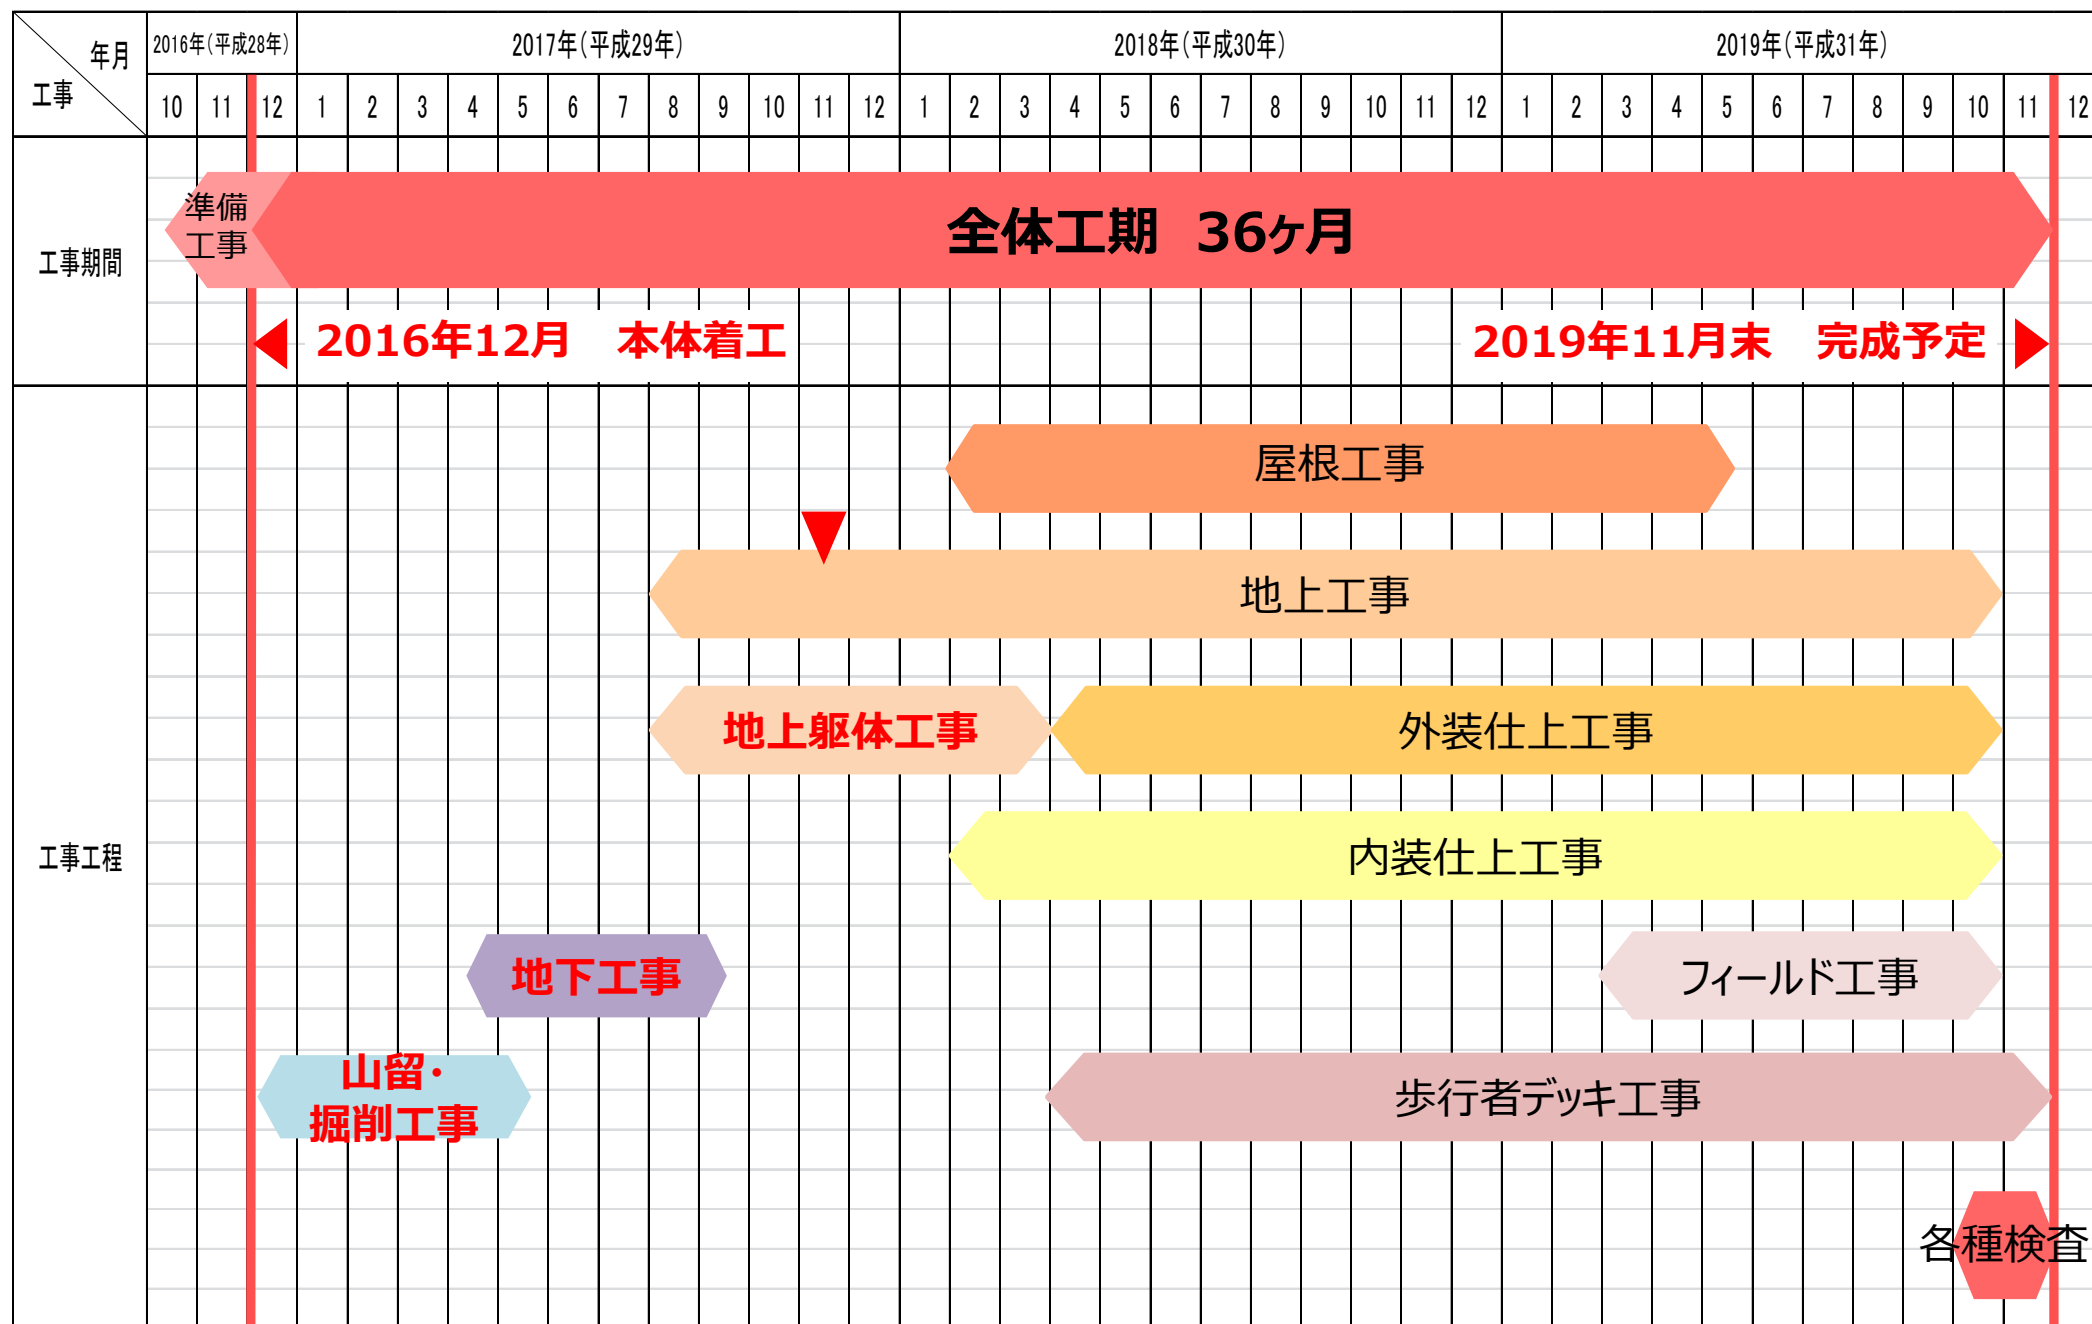 年月
工事
2016年(平成28年) 2017年(平成29年) 2018年(平成30年) 2019年(平成31年)
10 11 12 1 2 3 4 5 6 7 8 9 10 11 12 1 2 3 4 5 6 7 8 9 10 11 12 1 2 3 4 5 6 7 8 9 10 11 12
工事期間
準備
工事
全体工期 36ヶ月
2016年12月 本体着工
2019年11月末 完成予定
工事工程
屋根工事
地上工事
地上躯体工事
外装仕上工事
内装仕上工事
地下工事
フィールド工事
山留・
掘削工事
歩行者デッキ工事
各種検査